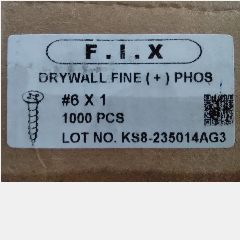 F.I.X
DRYWALL FINE (+) PHOS
#6 X 1
1000 PCS
LOT NO. KS8-235014AG3